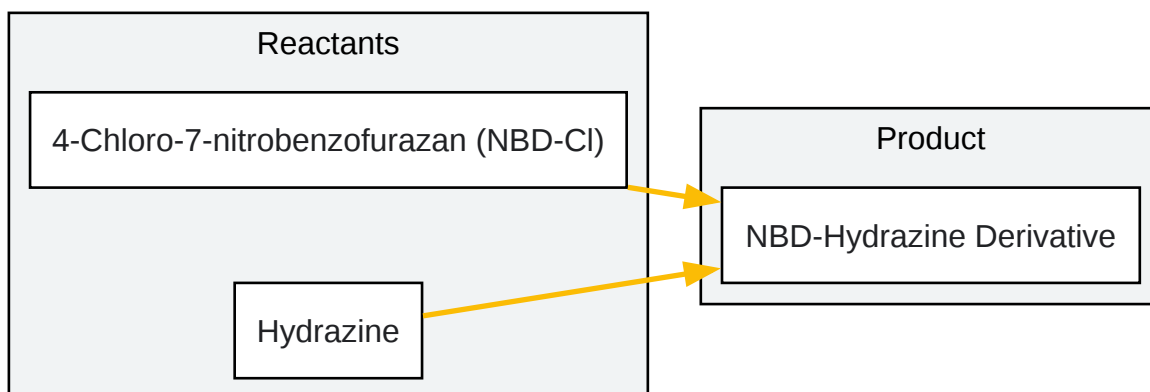 Reactants
4-Chloro-7-nitrobenzofurazan (NBD-Cl)
Hydrazine
Product
NBD-Hydrazine Derivative